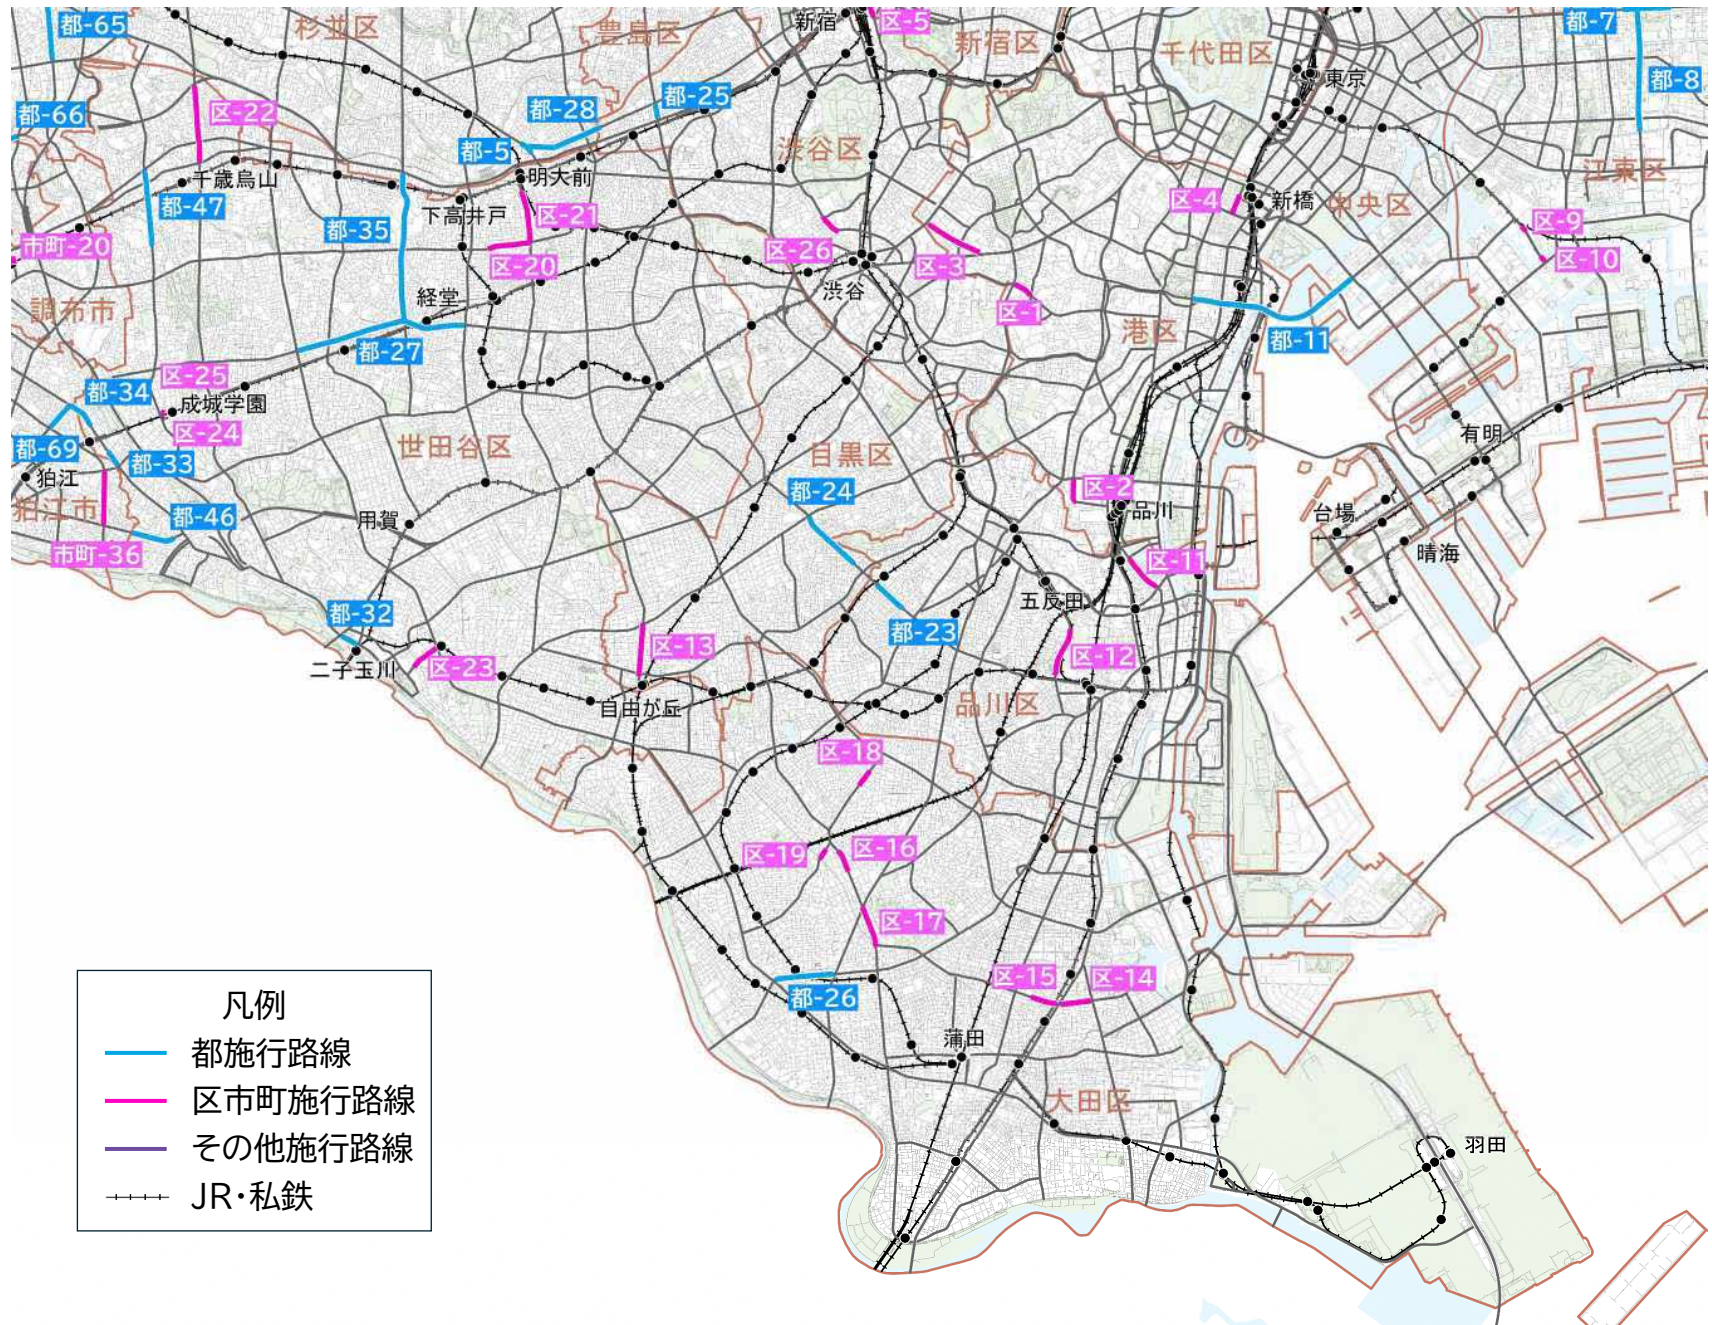 都-65
杉並区
豊島区
新宿
区-5
新宿区
千代田区
都-7
東京
都-8
都-66
区-22
都-28
都-25
都-5
渋谷区
千歳烏山
明大前
江東区
都-47
下高井戸
区-21
都-35
区-4
新橋
中央区
区-9
市町-20
区-20
区-26
区-3
区-10
調布市
経堂
渋谷
区-1
港区
都-27
都-11
都-34
区-25
成城学園
区-24
都-69
都-33
世田谷区
目黒区
有明
狛江
狛江市
都-24
区-2
都-46
用賀
品川
台場
市町-36
晴海
区-11
都-32
五反田
都-23
区-13
区-12
二子玉川
区-23
自由が丘
品川区
区-18
区-19
区-16
区-17
区-15
区-14
都-26
蒲田
大田区
羽田
凡例
都施行路線
区市町施行路線
その他施行路線
JR・私鉄